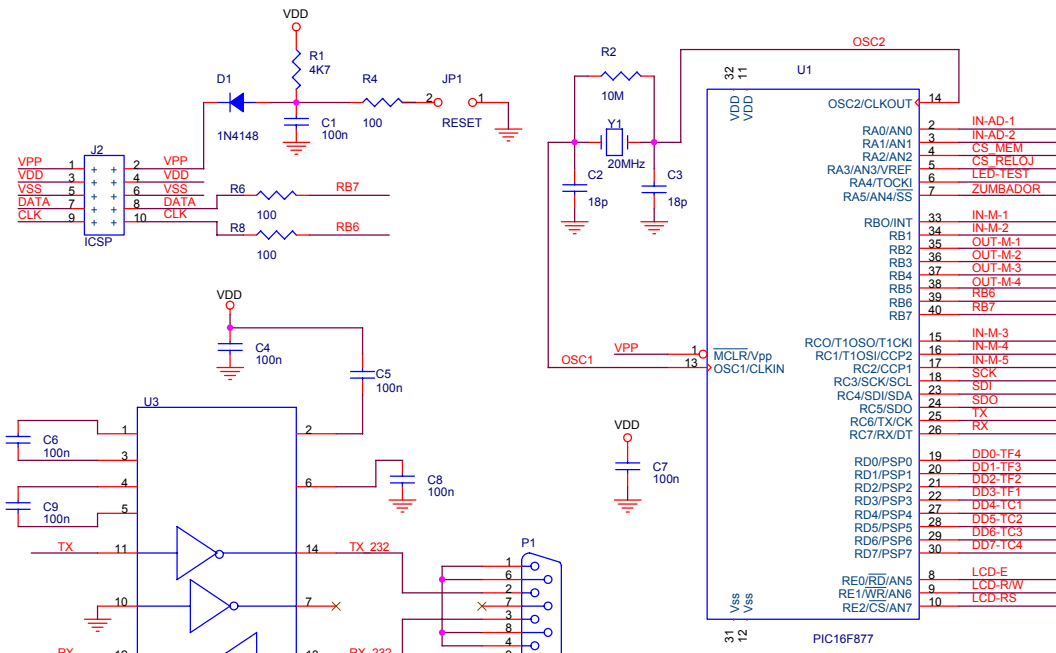 VDD
R1
4K7
D1
1N4148
R4
100
JP1
2
1
RESET
C1
100n
J2
VPP 1 2 VPP
VDD 3 4 VDD
VSS 5 6 VSS
DATA 7 8 DATA
CLK 9 10 CLK
ICSP
R6
100
RB7
R8
100
RB6
VDD
C4
100n
C5
100n
U3
C6
100n
1
3
2
C9
100n
4
5
6
C8
100n
TX 11 14 TX_232
10 7
RX 12 13 RX_232
P1
1
6
2
7
3
8
4
9
R2
10M
Y1
20MHz
C2
18p
C3
18p
OSC2
OSC1
VPP
VDD
C7
100n
U1
32
11
VDD
VDD
OSC2/CLKOUT 14
RA0/AN0 2 IN-AD-1
RA1/AN1 3 IN-AD-2
RA2/AN2 4 CS_MEM
RA3/AN3/VREF 5 CS_RELOJ
RA4/TOCKI 6 LED-TEST
RA5/AN4/SS 7 ZUMBADOR
RBO/INT 33 IN-M-1
RB1 34 IN-M-2
RB2 35 OUT-M-1
RB3 36 OUT-M-2
RB4 37 OUT-M-3
RB5 38 OUT-M-4
RB6 39 RB6
RB7 40 RB7
1 MCLR/Vpp
13 OSC1/CLKIN
RCO/T1OSO/T1CKI 15 IN-M-3
RC1/T1OSI/CCP2 16 IN-M-4
RC2/CCP1 17 IN-M-5
RC3/SCK/SCL 18 SCK
RC4/SDI/SDA 23 SDI
RC5/SDO 24 SDO
RC6/TX/CK 25 TX
RC7/RX/DT 26 RX
RD0/PSP0 19 DD0-TF4
RD1/PSP1 20 DD1-TF3
RD2/PSP2 21 DD2-TF2
RD3/PSP3 22 DD3-TF1
RD4/PSP4 27 DD4-TC1
RD5/PSP5 28 DD5-TC2
RD6/PSP6 29 DD6-TC3
RD7/PSP7 30 DD7-TC4
RE0/RD/AN5 8 LCD-E
RE1/WR/AN6 9 LCD-R/W
RE2/CS/AN7 10 LCD-RS
Vss
Vss
31
12
PIC16F877